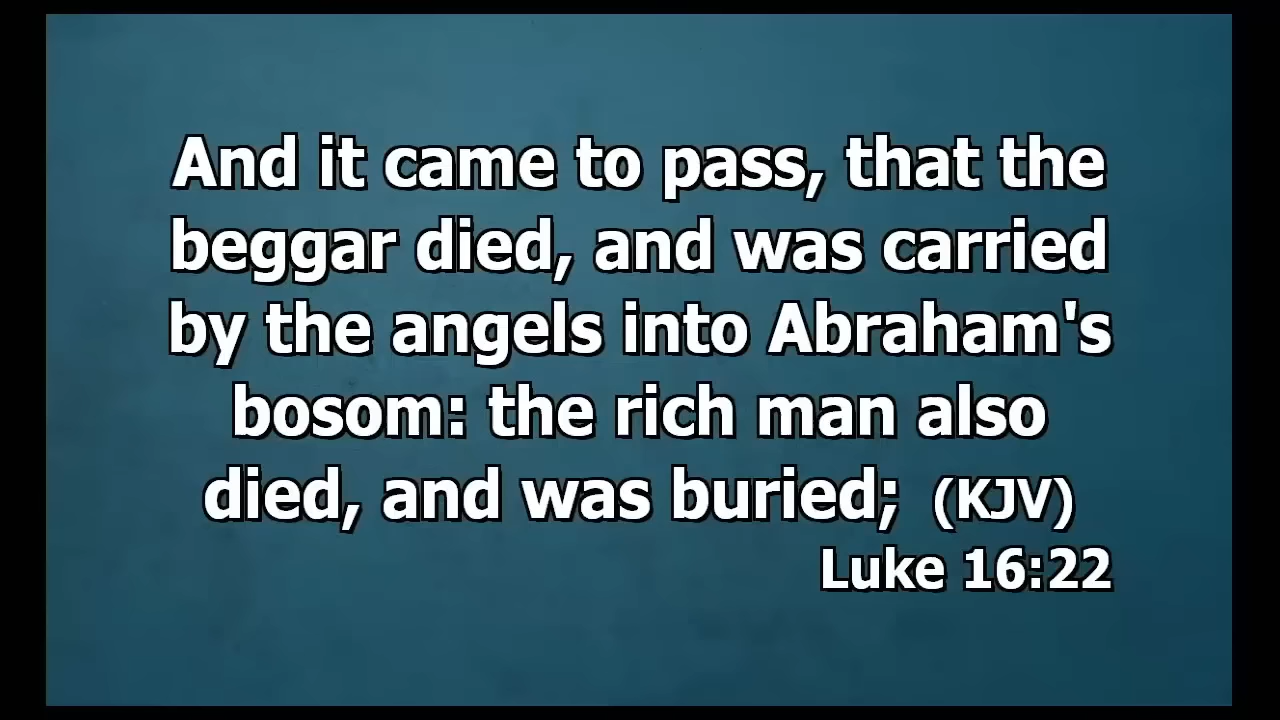 And it came to pass, that the
beggar died, and was carried
by the angels into Abraham's
bosom: the rich man also
died, and was buried; (KJV)
Luke 16:22